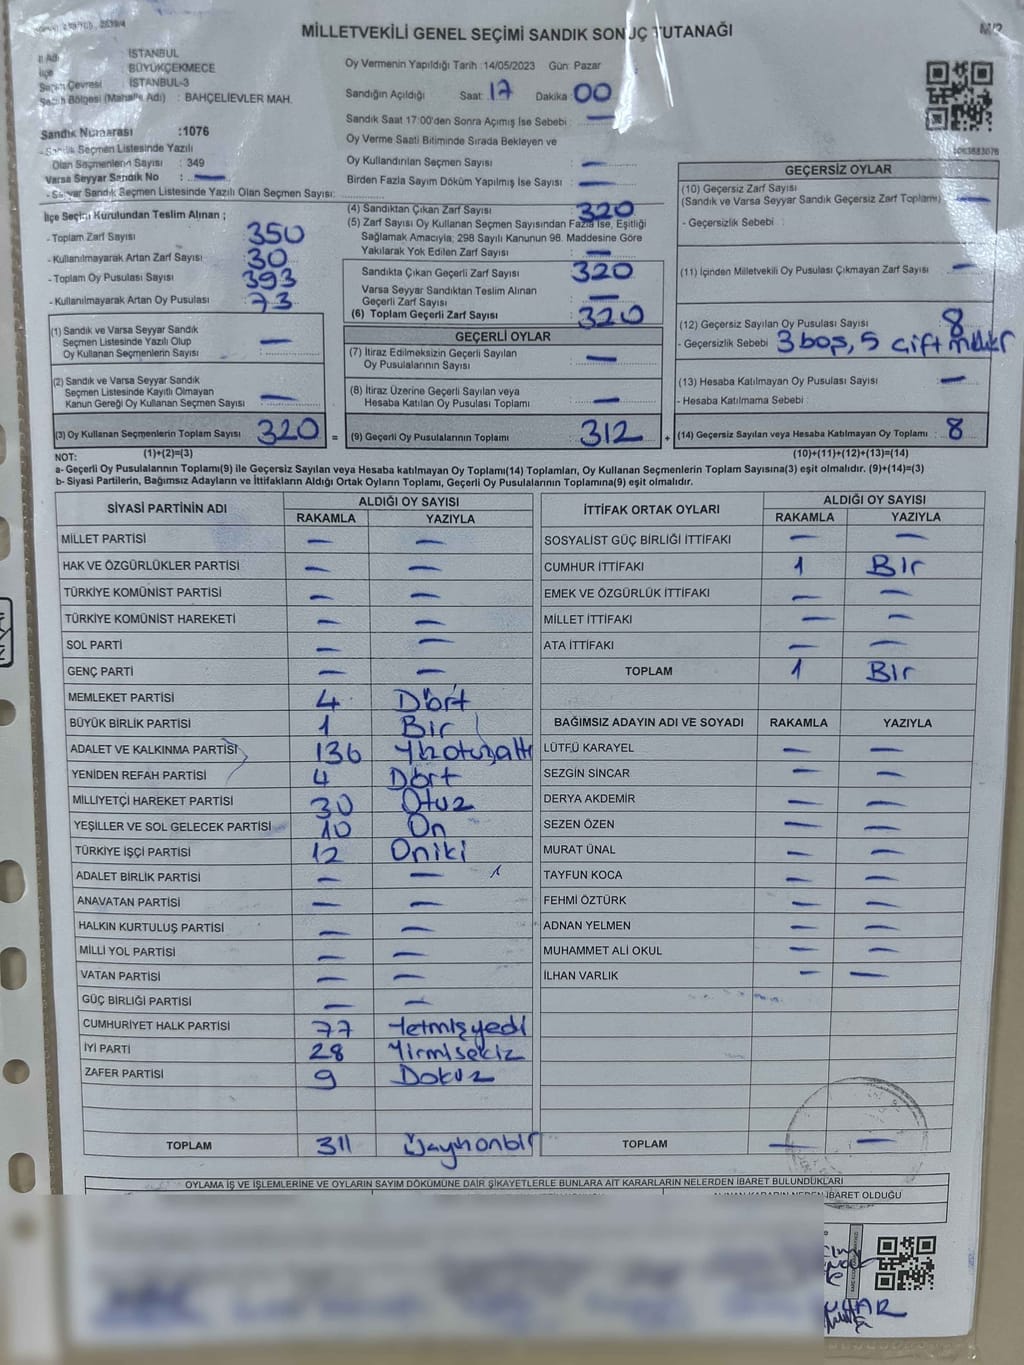 MİLLETVEKİLİ GENEL SEÇİMİ SANDIK SONUÇ TUTANAĞI
İl Adı : İSTANBUL
İlçe : BÜYÜKÇEKMECE
Seçim Çevresi : İSTANBUL-3
Seçim Bölgesi (Mahalle Adı) : BAHÇELİEVLER MAH.
Sandık Numarası :1076
- Sandık Seçmen Listesinde Yazılı
Olan Seçmenlerin Sayısı : 349
Varsa Seyyar Sandık No : —
- Seyyar Sandık Seçmen Listesinde Yazılı Olan Seçmen Sayısı:
İlçe Seçim Kurulundan Teslim Alınan ;
- Toplam Zarf Sayısı 350
- Kullanılmayarak Artan Zarf Sayısı 30
- Toplam Oy Pusulası Sayısı 393
- Kullanılmayarak Artan Oy Pusulası 73
(1) Sandık ve Varsa Seyyar Sandık
Seçmen Listesinde Yazılı Olup
Oy Kullanan Seçmenlerin Sayısı —
(2) Sandık ve Varsa Seyyar Sandık
Seçmen Listesinde Kayıtlı Olmayan
Kanun Gereği Oy Kullanan Seçmen Sayısı —
(3) Oy Kullanan Seçmenlerin Toplam Sayısı 320
Oy Vermenin Yapıldığı Tarih :14/05/2023 Gün: Pazar
Sandığın Açıldığı Saat: 17 Dakika: 00
Sandık Saat 17:00'den Sonra Açımış İse Sebebi : —
Oy Verme Saati Bitiminde Sırada Bekleyen ve
Oy Kullandırılan Seçmen Sayısı —
Birden Fazla Sayım Döküm Yapılmış İse Sayısı : —
(4) Sandıktan Çıkan Zarf Sayısı 320
(5) Zarf Sayısı Oy Kullanan Seçmen Sayısından Fazla İse, Eşitliği
Sağlamak Amacıyla; 298 Sayılı Kanunun 98. Maddesine Göre
Yakılarak Yok Edilen Zarf Sayısı : —
Sandıkta Çıkan Geçerli Zarf Sayısı 320
Varsa Seyyar Sandıktan Teslim Alınan
Geçerli Zarf Sayısı —
(6) Toplam Geçerli Zarf Sayısı 320
GEÇERLİ OYLAR
(7) İtiraz Edilmeksizin Geçerli Sayılan
Oy Pusulalarının Sayısı —
(8) İtiraz Üzerine Geçerli Sayılan veya
Hesaba Katılan Oy Pusulası Toplamı —
= (9) Geçerli Oy Pusulalarının Toplamı 312
GEÇERSİZ OYLAR
(10) Geçersiz Zarf Sayısı
(Sandık ve Varsa Seyyar Sandık Geçersiz Zarf Toplamı) —
- Geçersizlik Sebebi :
(11) İçinden Milletvekili Oy Pusulası Çıkmayan Zarf Sayısı —
(12) Geçersiz Sayılan Oy Pusulası Sayısı 8
- Geçersizlik Sebebi 3 boş, 5 çift mühür
(13) Hesaba Katılmayan Oy Pusulası Sayısı —
- Hesaba Katılmama Sebebi :
+ (14) Geçersiz Sayılan veya Hesaba Katılmayan Oy Toplamı : 8
NOT: (1)+(2)=(3) (10)+(11)+(12)+(13)=(14)
a- Geçerli Oy Pusulalarının Toplamı(9) ile Geçersiz Sayılan veya Hesaba katılmayan Oy Toplamı(14) Toplamları, Oy Kullanan Seçmenlerin Toplam Sayısına(3) eşit olmalıdır. (9)+(14)=(3)
b- Siyasi Partilerin, Bağımsız Adayların ve İttifakların Aldığı Ortak Oyların Toplamı, Geçerli Oy Pusulalarının Toplamına(9) eşit olmalıdır.
SİYASİ PARTİNİN ADI ALDIĞI OY SAYISI
RAKAMLA YAZIYLA
MİLLET PARTİSİ — —
HAK VE ÖZGÜRLÜKLER PARTİSİ — —
TÜRKİYE KOMÜNİST PARTİSİ — —
TÜRKİYE KOMÜNİST HAREKETİ — —
SOL PARTİ — —
GENÇ PARTİ — —
MEMLEKET PARTİSİ 4 Dört
BÜYÜK BİRLİK PARTİSİ 1 Bir
ADALET VE KALKINMA PARTİSİ 136 Yüzotuzaltı
YENİDEN REFAH PARTİSİ 4 Dört
MİLLİYETÇİ HAREKET PARTİSİ 30 Otuz
YEŞİLLER VE SOL GELECEK PARTİSİ 10 On
TÜRKİYE İŞÇİ PARTİSİ 12 Oniki
ADALET BİRLİK PARTİSİ — —
ANAVATAN PARTİSİ — —
HALKIN KURTULUŞ PARTİSİ — —
MİLLİ YOL PARTİSİ — —
VATAN PARTİSİ — —
GÜÇ BİRLİĞİ PARTİSİ — —
CUMHURİYET HALK PARTİSİ 77 Yetmişyedi
İYİ PARTİ 28 Yirmisekiz
ZAFER PARTİSİ 9 Dokuz
TOPLAM 311 Üçyüzonbir
İTTİFAK ORTAK OYLARI ALDIĞI OY SAYISI
RAKAMLA YAZIYLA
SOSYALİST GÜÇ BİRLİĞİ İTTİFAKI — —
CUMHUR İTTİFAKI 1 Bir
EMEK VE ÖZGÜRLÜK İTTİFAKI — —
MİLLET İTTİFAKI — —
ATA İTTİFAKI — —
TOPLAM 1 Bir
BAĞIMSIZ ADAYIN ADI VE SOYADI RAKAMLA YAZIYLA
LÜTFÜ KARAYEL — —
SEZGİN SİNCAR — —
DERYA AKDEMİR — —
SEZEN ÖZEN — —
MURAT ÜNAL — —
TAYFUN KOCA — —
FEHMİ ÖZTÜRK — —
ADNAN YELMEN — —
MUHAMMET ALİ OKUL — —
İLHAN VARLIK — —
TOPLAM — —
OYLAMA İŞ VE İŞLEMLERİNE VE OYLARIN SAYIM DÖKÜMÜNE DAİR ŞİKAYETLERLE BUNLARA AİT KARARLARIN NELERDEN İBARET BULUNDUKLARI
İBARET OLDUĞU